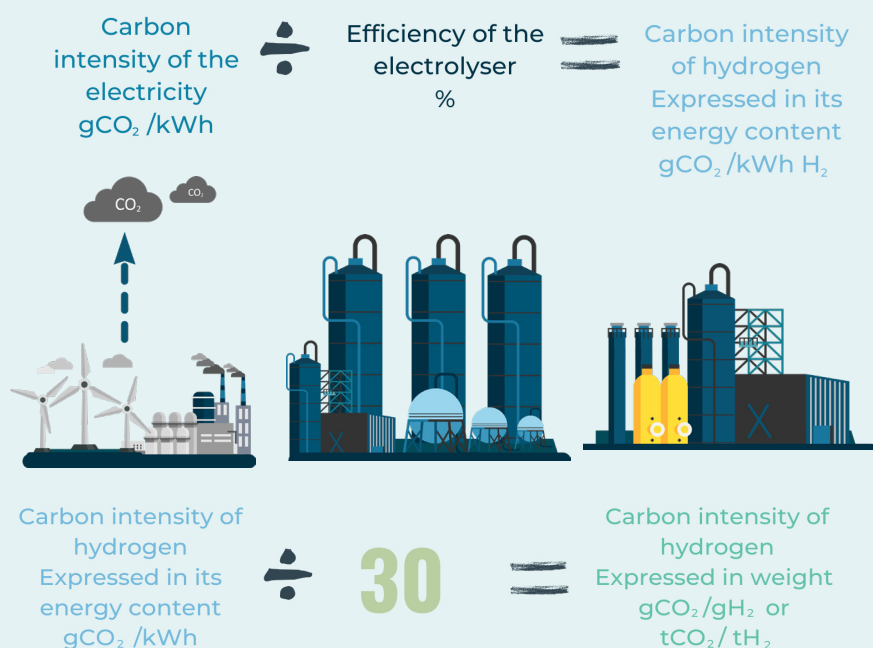 Carbon
intensity of the
electricity
gCO₂ /kWh
÷
Efficiency of the
electrolyser
%
=
Carbon intensity
of hydrogen
Expressed in its
energy content
gCO₂ /kWh H₂
CO₂
CO₂
Carbon intensity of
hydrogen
Expressed in its
energy content
gCO₂ /kWh
÷
30
=
Carbon intensity of
hydrogen
Expressed in weight
gCO₂ /gH₂ or
tCO₂ / tH₂